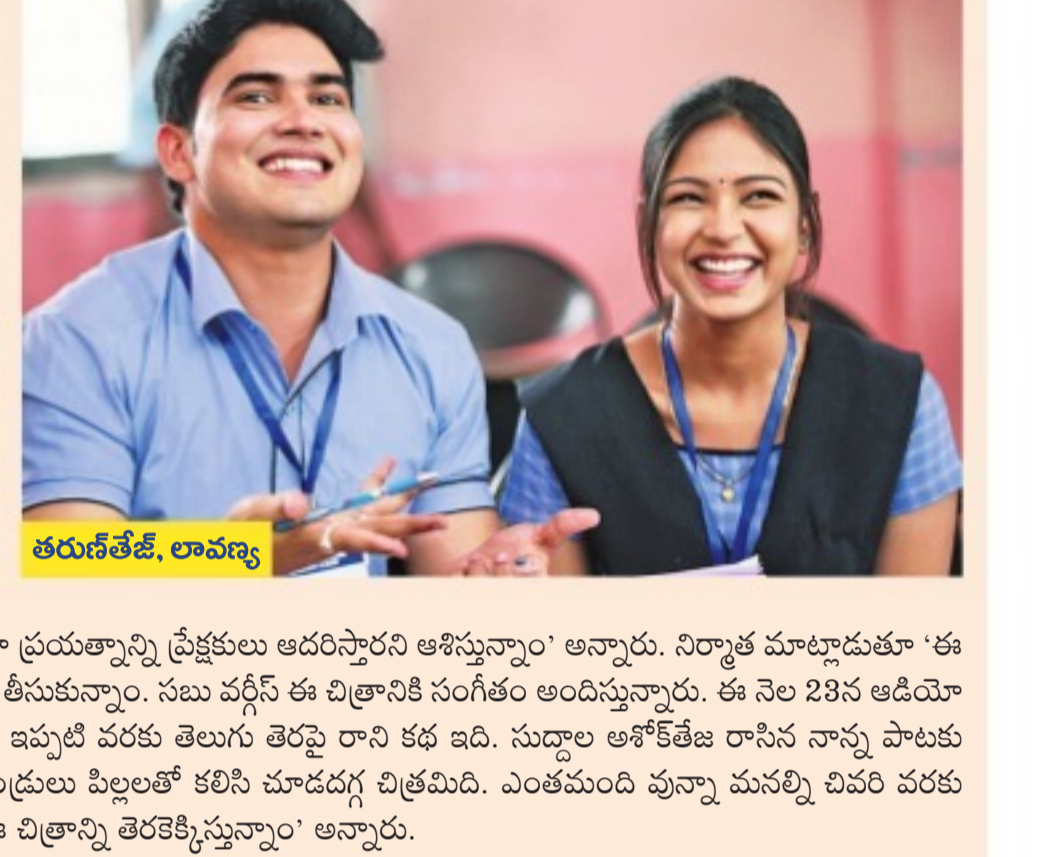 తరుణ్‌తేజ్, లావణ్య
ప్రయత్నాన్ని ప్రేక్షకులు ఆదరిస్తారని ఆశిస్తున్నాం’ అన్నారు. నిర్మాత మాట్లాడుతూ ‘ఈ
తీసుకున్నాం. సబు వర్గీస్ ఈ చిత్రానికి సంగీతం అందిస్తున్నారు. ఈ నెల 23న ఆడియో
ఇప్పటి వరకు తెలుగు తెరపై రాని కథ ఇది. సుద్దాల అశోక్‌తేజ రాసిన నాన్న పాటకు
పిల్లలతో కలిసి చూడదగ్గ చిత్రమిది. ఎంతమంది వున్నా మనల్ని చివరి వరకు
చిత్రాన్ని తెరకెక్కిస్తున్నాం’ అన్నారు.